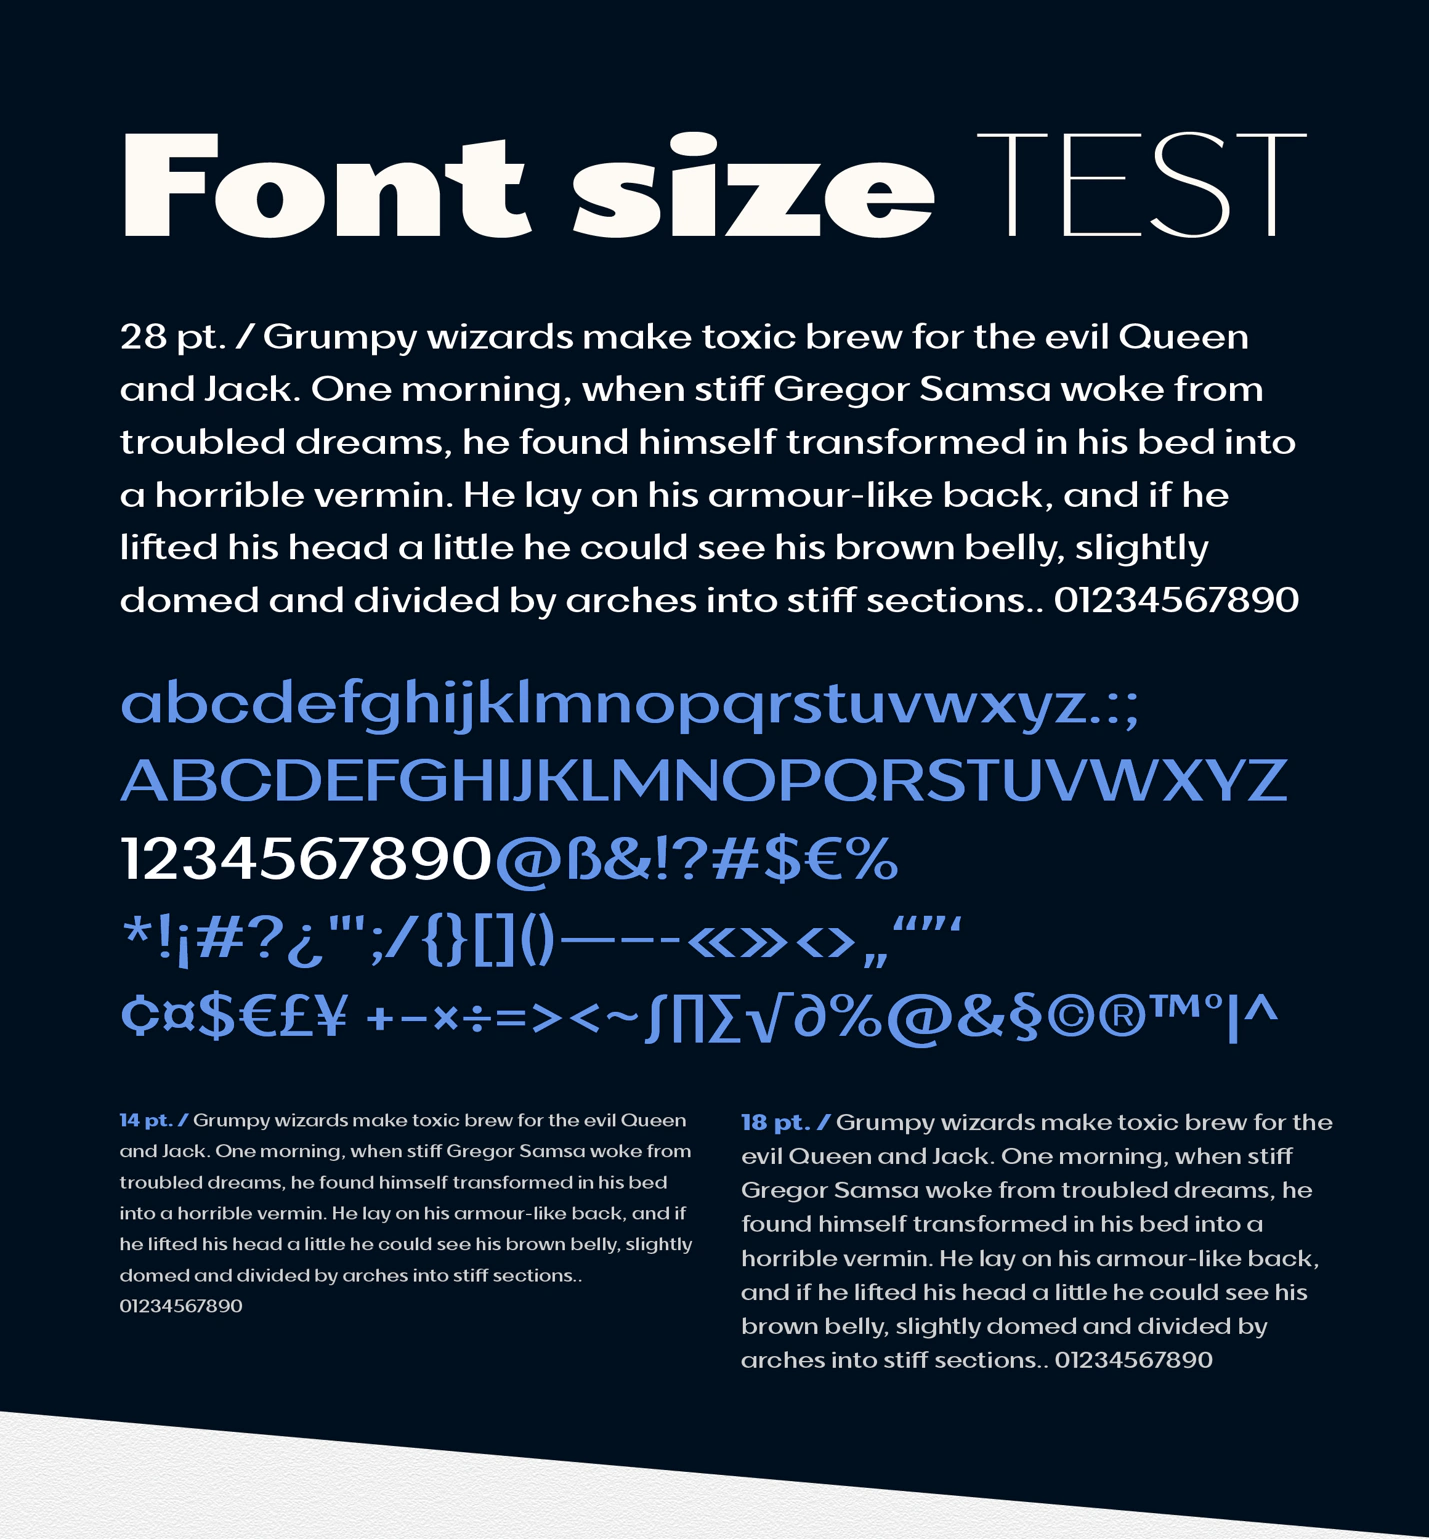 Font size TEST
28 pt. / Grumpy wizards make toxic brew for the evil Queen
and Jack. One morning, when stiff Gregor Samsa woke from
troubled dreams, he found himself transformed in his bed into
a horrible vermin. He lay on his armour-like back, and if he
lifted his head a little he could see his brown belly, slightly
domed and divided by arches into stiff sections.. 01234567890
abcdefghijklmnopqrstuvwxyz.:;
ABCDEFGHIJKLMNOPQRSTUVWXYZ
1234567890@ß&!?#$€%
*!¡#?¿"';/{}[]()—–-«»‹›„“”‘
¢¤$€£¥ +−×÷=><~∫∏∑√∂%@&§©®™°|^
14 pt. / Grumpy wizards make toxic brew for the evil Queen
and Jack. One morning, when stiff Gregor Samsa woke from
troubled dreams, he found himself transformed in his bed
into a horrible vermin. He lay on his armour-like back, and if
he lifted his head a little he could see his brown belly, slightly
domed and divided by arches into stiff sections..
01234567890
18 pt. / Grumpy wizards make toxic brew for the
evil Queen and Jack. One morning, when stiff
Gregor Samsa woke from troubled dreams, he
found himself transformed in his bed into a
horrible vermin. He lay on his armour-like back,
and if he lifted his head a little he could see his
brown belly, slightly domed and divided by
arches into stiff sections.. 01234567890